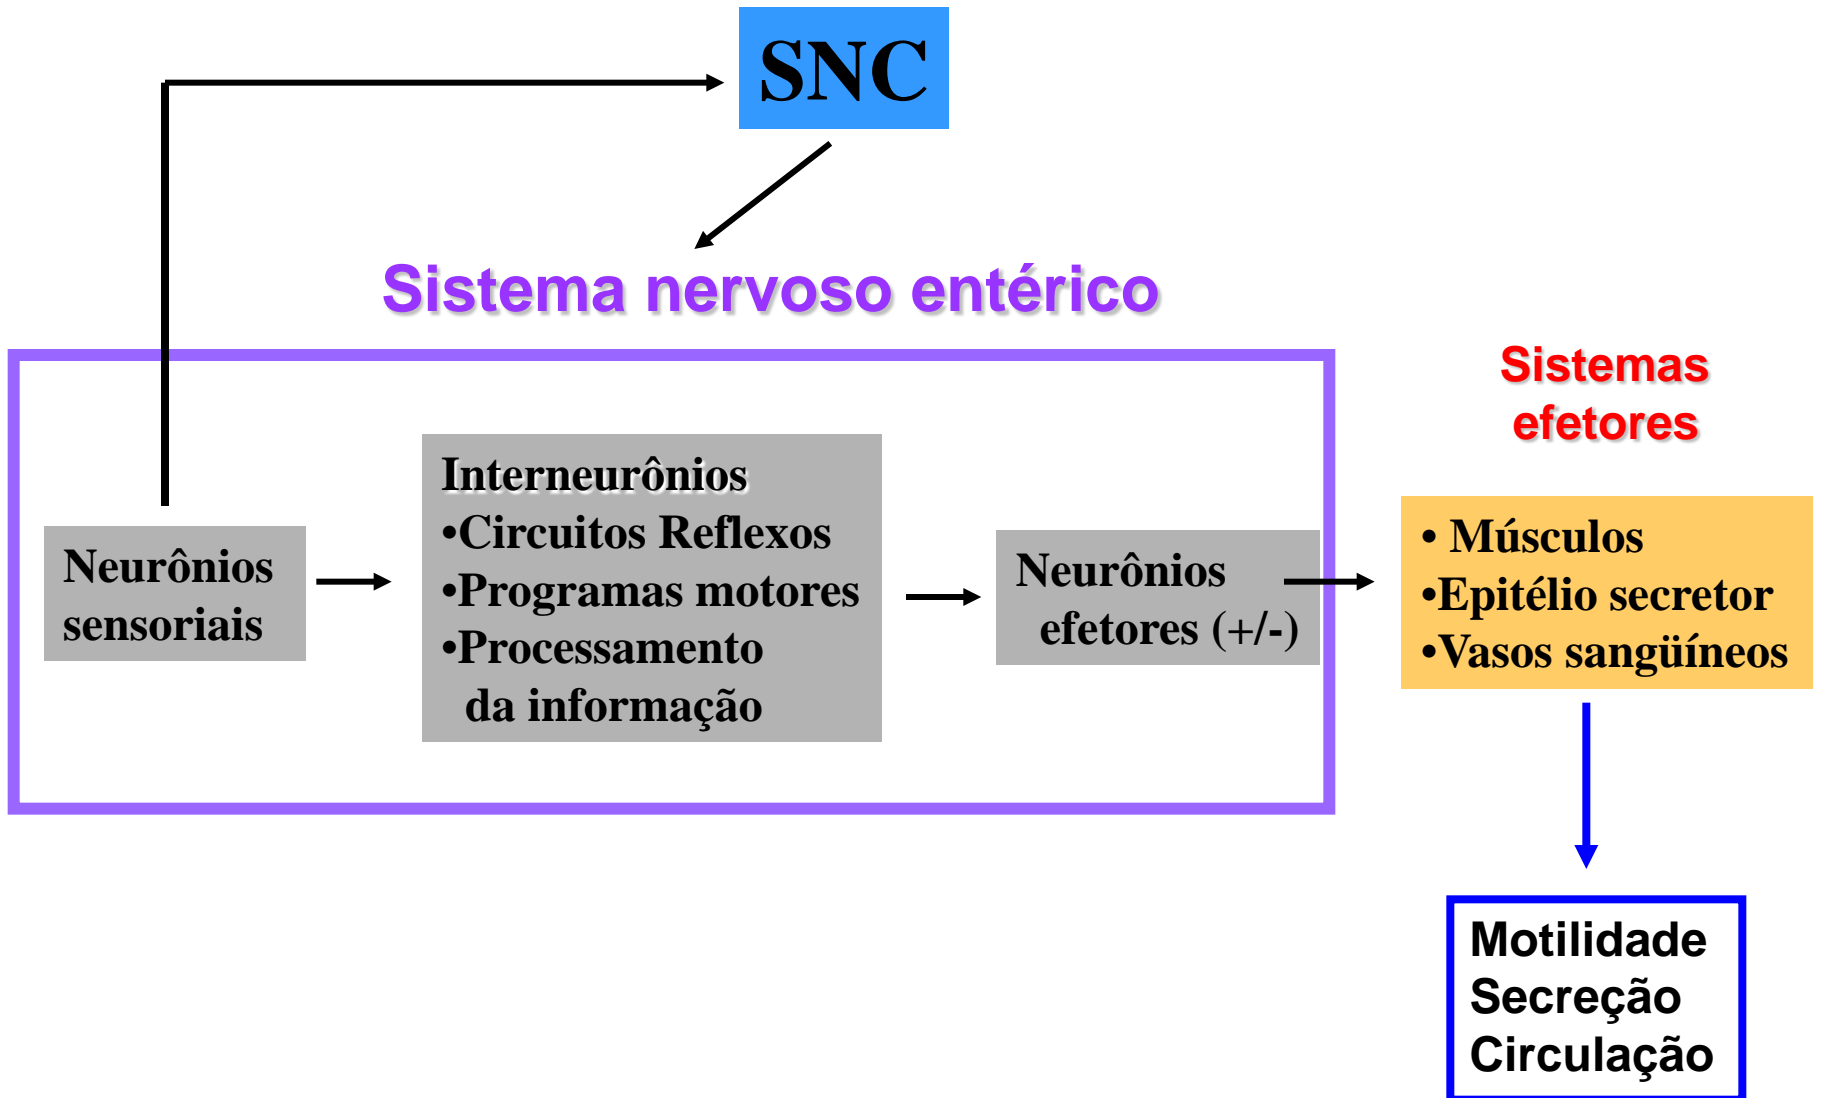 SNC
Sistema nervoso entérico
Sistemas
efetores
Neurônios
sensoriais
Interneurônios
•Circuitos Reflexos
•Programas motores
•Processamento
da informação
Neurônios
efetores (+/-)
• Músculos
•Epitélio secretor
•Vasos sangüíneos
Motilidade
Secreção
Circulação